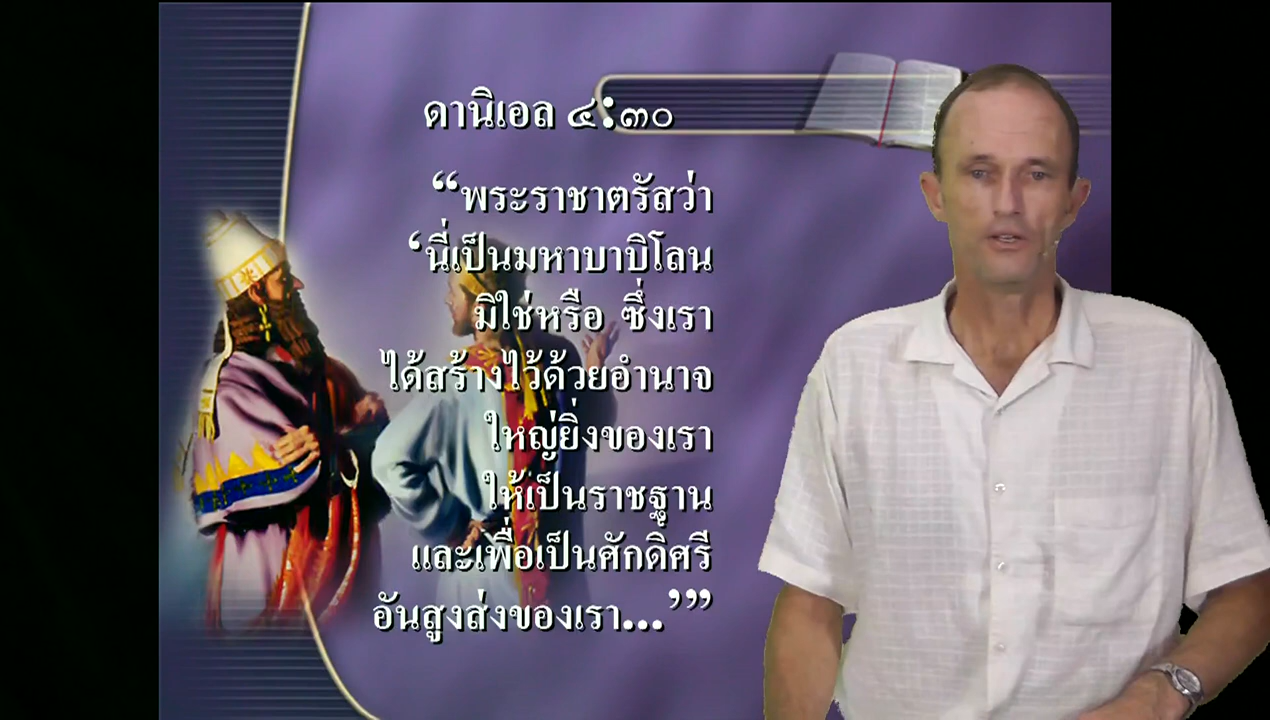 ดานิเอล ๔:๓๐
“พระราชาตรัสว่า
‘นี่เป็นมหาบาบิโลน
มิใช่หรือ ซึ่งเรา
ได้สร้างไว้ด้วยอำนาจ
ใหญ่ยิ่งของเรา
ให้เป็นราชฐาน
และเพื่อเป็นศักดิ์ศรี
อันสูงส่งของเรา...’”